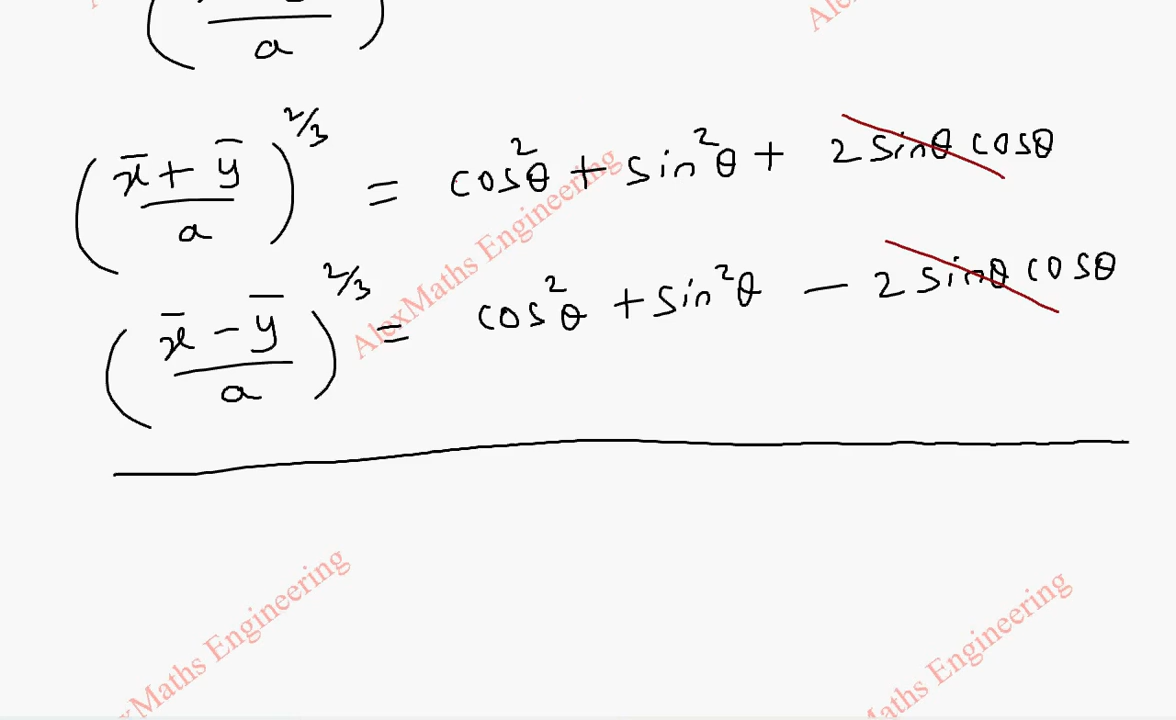 a
(x̄ + ȳ / a)^2/3 = cos²θ + sin²θ + 2 sinθ cosθ
(x̄ - ȳ / a)^2/3 = cos²θ + sin²θ - 2 sinθ cosθ
AlexMaths Engineering
Maths Engineering
Maths Engineering